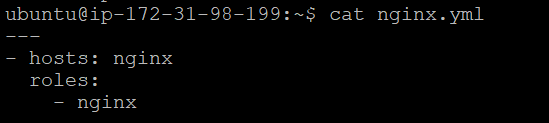 ubuntu@ip-172-31-98-199:~$ cat nginx.yml
---
- hosts: nginx
  roles:
    - nginx